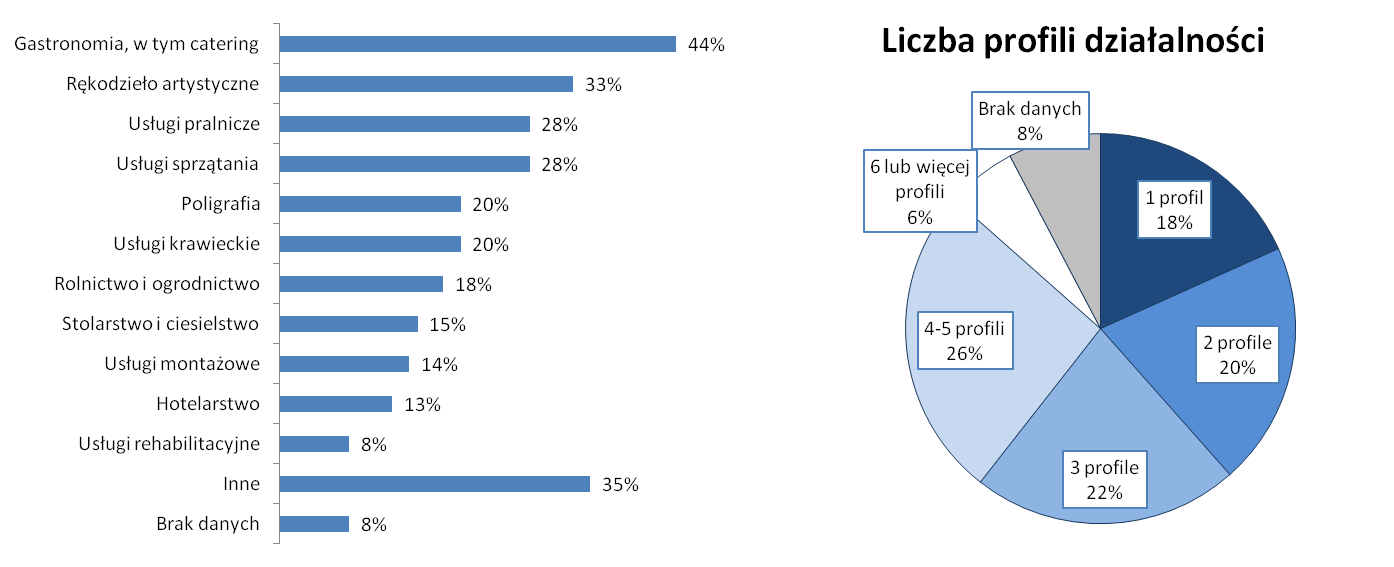 Gastronomia, w tym catering 44%
Rękodzieło artystyczne 33%
Usługi pralnicze 28%
Usługi sprzątania 28%
Poligrafia 20%
Usługi krawieckie 20%
Rolnictwo i ogrodnictwo 18%
Stolarstwo i ciesielstwo 15%
Usługi montażowe 14%
Hotelarstwo 13%
Usługi rehabilitacyjne 8%
Inne 35%
Brak danych 8%
Liczba profili działalności
Brak danych
8%
6 lub więcej
profili
6%
1 profil
18%
4-5 profili
26%
2 profile
20%
3 profile
22%